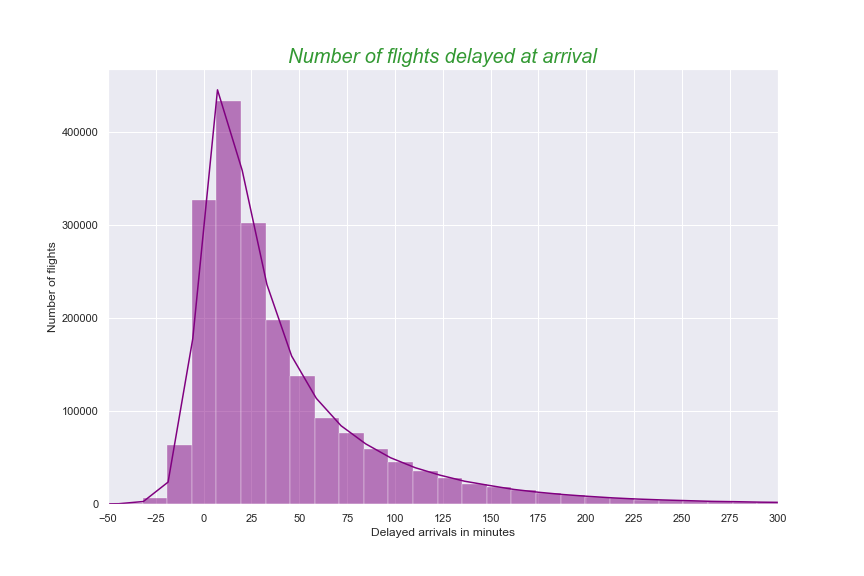 Number of flights delayed at arrival
Number of flights
400000
300000
200000
100000
0
−50 −25 0 25 50 75 100 125 150 175 200 225 250 275 300
Delayed arrivals in minutes